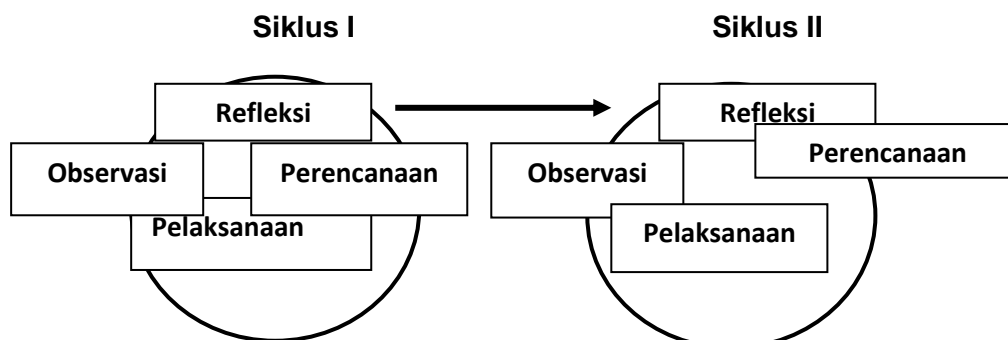 Siklus I
Siklus II
Refleksi
Observasi
Perencanaan
Pelaksanaan
Refleksi
Perencanaan
Observasi
Pelaksanaan